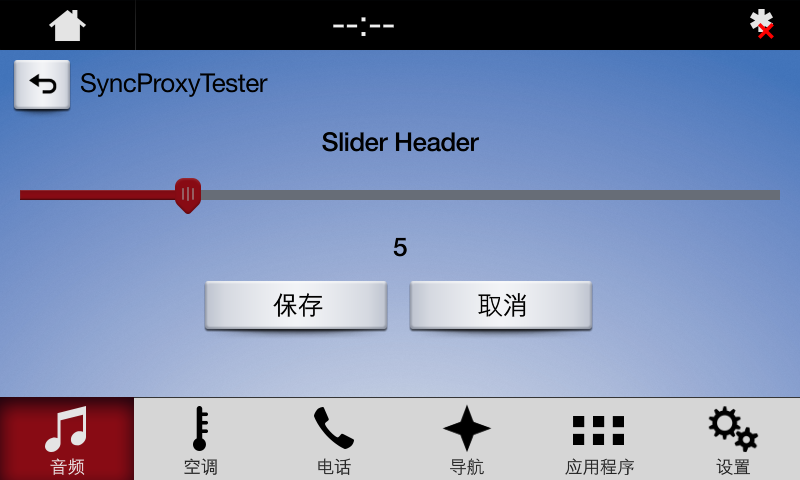 --:--
SyncProxyTester
Slider Header
5
保存 取消
音频 空调 电话 导航 应用程序 设置